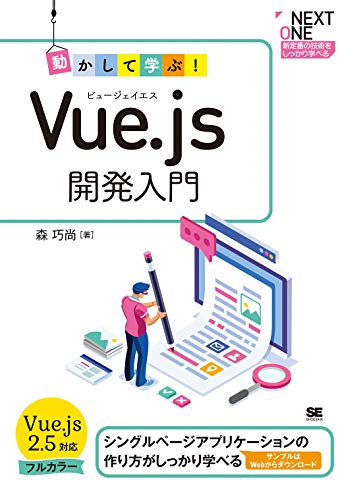 NEXT
ONE
新定番の技術を
しっかり学べる
動かして学ぶ!
ビュージェイエス
Vue.js
開発入門
森 巧尚[著]
SE
SHOEISHA
Vue.js
2.5対応
フルカラー
シングルページアプリケーションの
作り方がしっかり学べる
サンプルは
Webからダウンロード